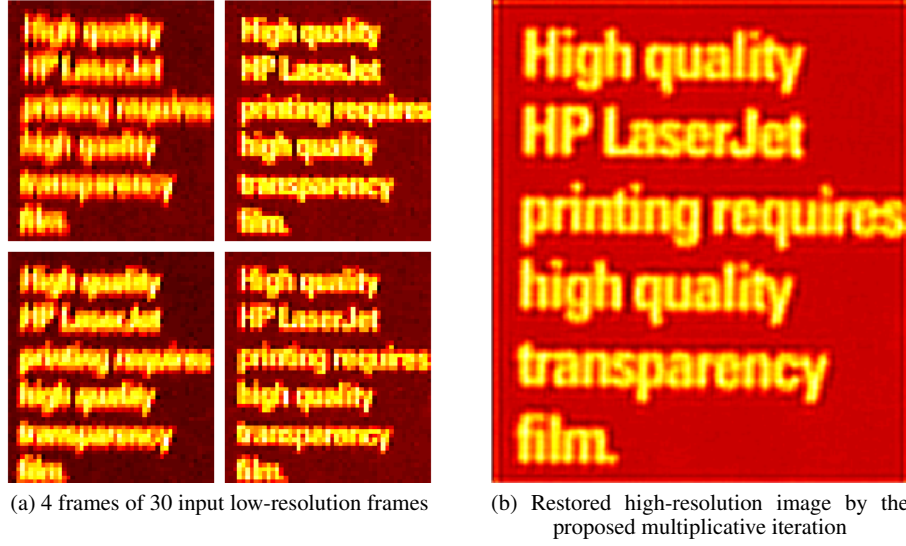 High quality
HP LaserJet
printing requires
high quality
transparency
film.
High quality
HP LaserJet
printing requires
high quality
transparency
film.
High quality
HP LaserJet
printing requires
high quality
transparency
film.
High quality
HP LaserJet
printing requires
high quality
transparency
film.
(a) 4 frames of 30 input low-resolution frames
High quality
HP LaserJet
printing requires
high quality
transparency
film.
(b) Restored high-resolution image by the
proposed multiplicative iteration